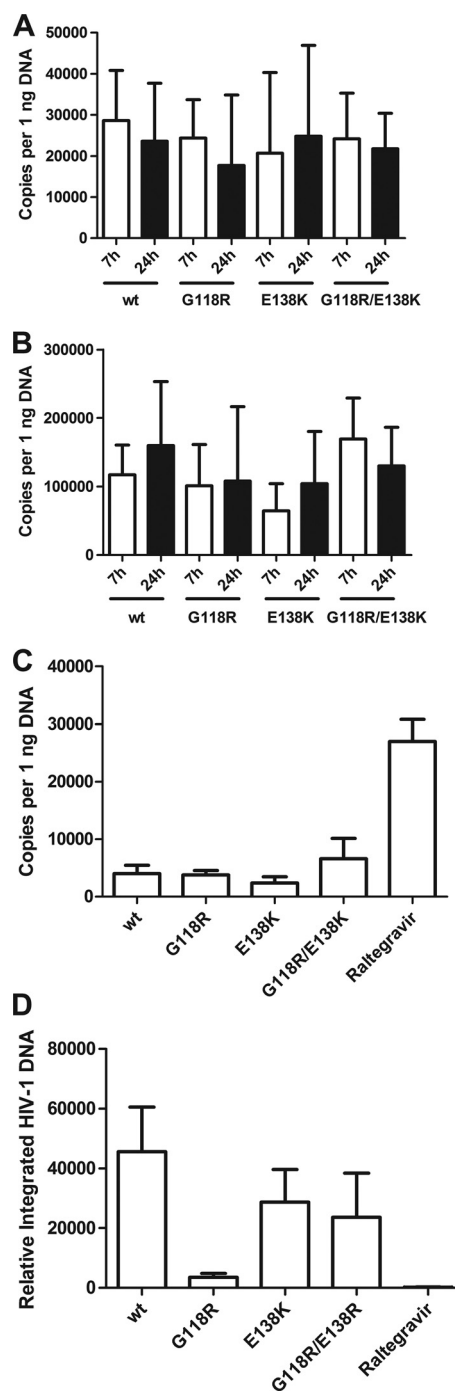 A
Copies per 1 ng DNA
50000
40000
30000
20000
10000
0
7h 24h 7h 24h 7h 24h 7h 24h
wt G118R E138K G118R/E138K
B
Copies per 1 ng DNA
300000
200000
100000
0
7h 24h 7h 24h 7h 24h 7h 24h
wt G118R E138K G118R/E138K
C
Copies per 1 ng DNA
40000
30000
20000
10000
0
wt G118R E138K G118R/E138K Raltegravir
D
Relative Integrated HIV-1 DNA
80000
60000
40000
20000
0
wt G118R E138K G118R/E138R Raltegravir